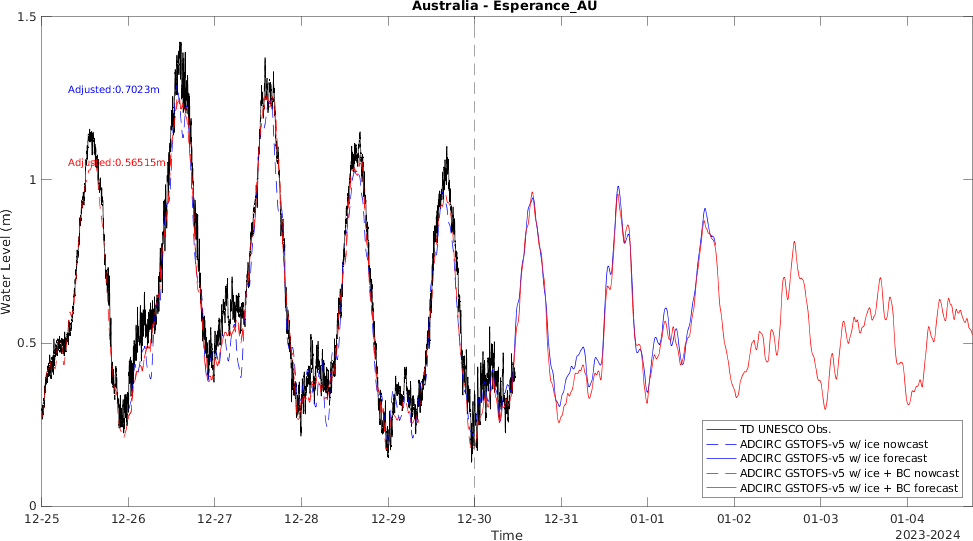 Australia - Esperance_AU
1.5
Adjusted:0.7023m
Adjusted:0.56515m
1
Water Level (m)
0.5
TD UNESCO Obs.
ADCIRC GSTOFS-v5 w/ ice nowcast
ADCIRC GSTOFS-v5 w/ ice forecast
ADCIRC GSTOFS-v5 w/ ice + BC nowcast
ADCIRC GSTOFS-v5 w/ ice + BC forecast
0
12-25 12-26 12-27 12-28 12-29 12-30 12-31 01-01 01-02 01-03 01-04
Time
2023-2024